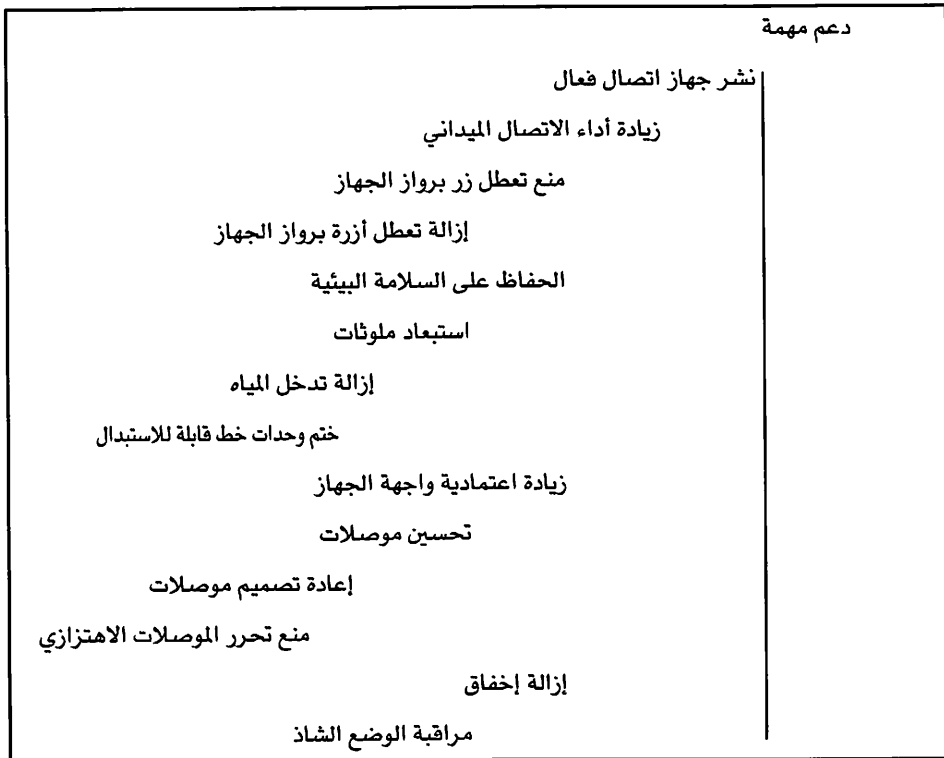 دعم مهمة
نشر جهاز اتصال فعال
زيادة أداء الاتصال الميداني
منع تعطل زر برواز الجهاز
إزالة تعطل أزرة برواز الجهاز
الحفاظ على السلامة البيئية
استبعاد ملوثات
إزالة تدخل المياه
ختم وحدات خط قابلة للاستبدال
زيادة اعتمادية واجهة الجهاز
تحسين موصلات
إعادة تصميم موصلات
منع تحرر الموصلات الاهتزازي
إزالة إخفاق
مراقبة الوضع الشاذ